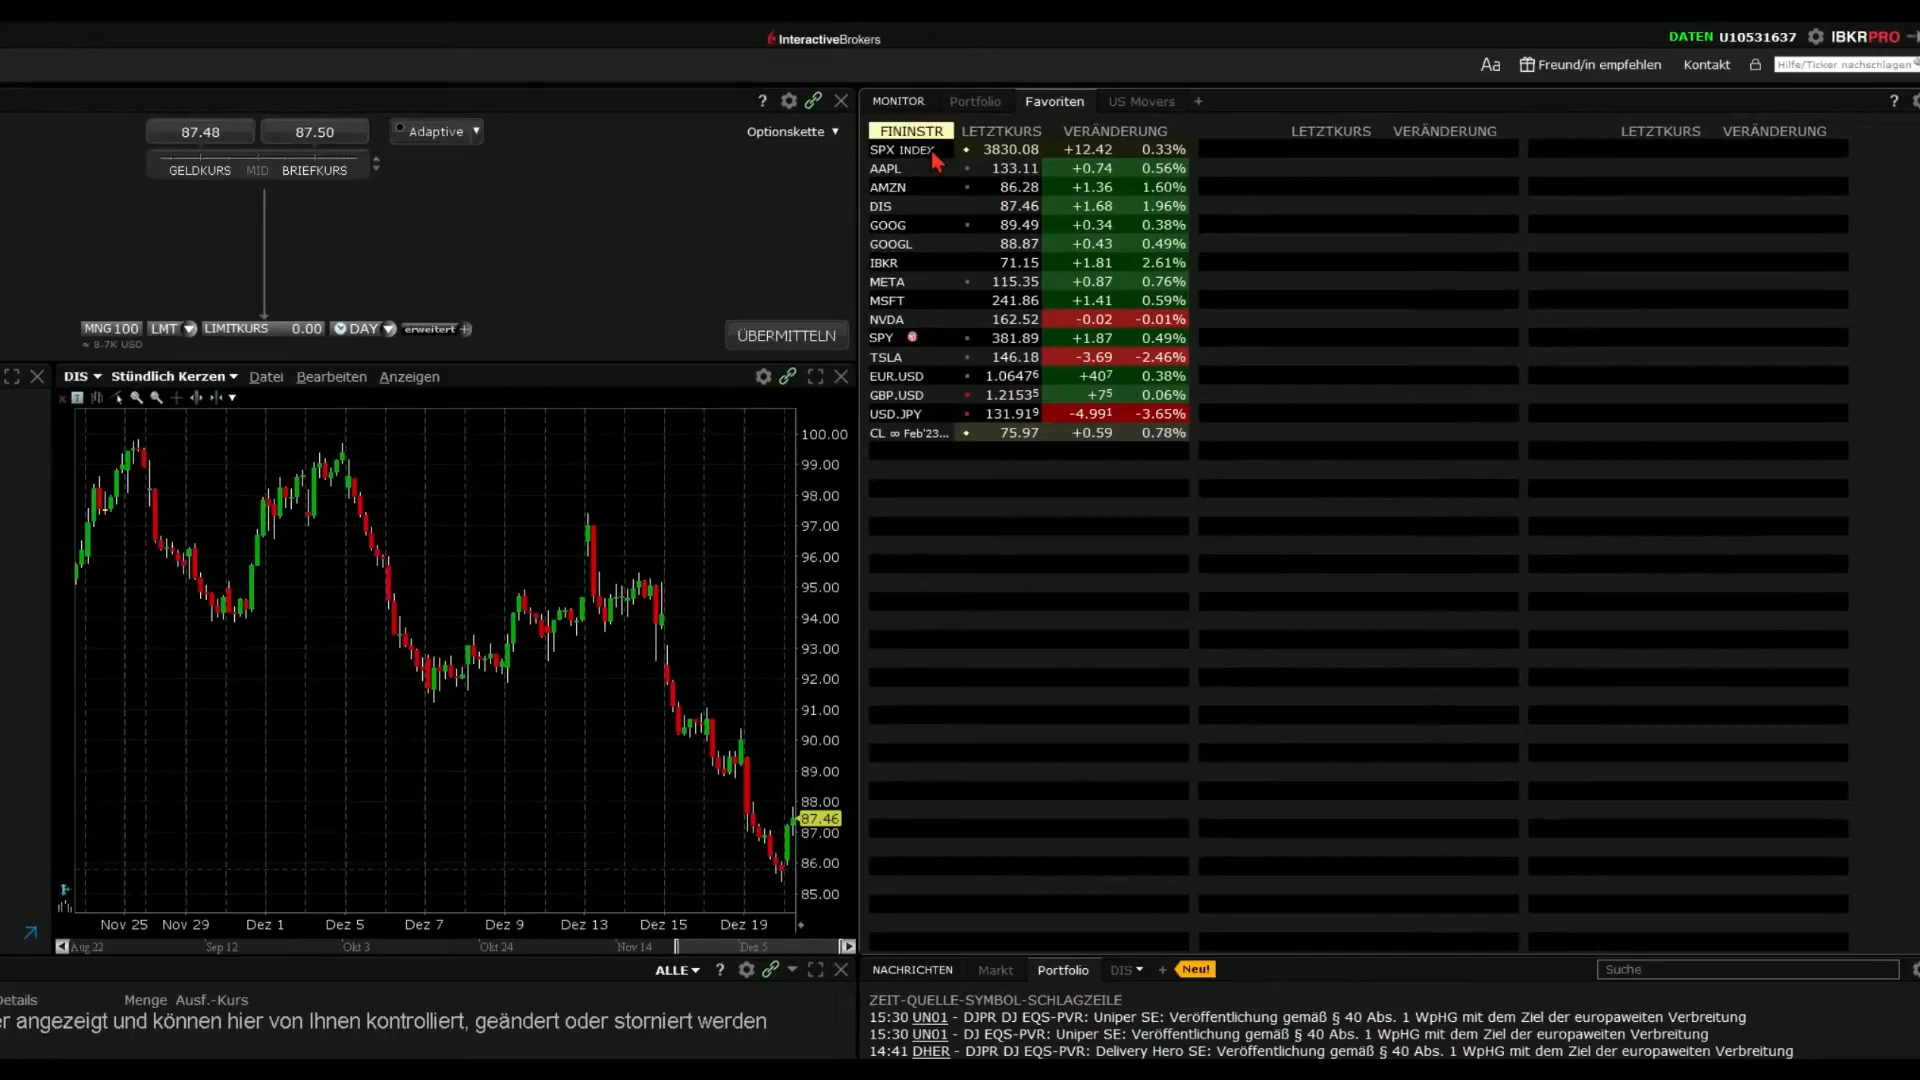 InteractiveBrokers
DATEN U10531637 IBKRPRO
Aa Freund/in empfehlen Kontakt Hilfe/Ticker nachschlagen
?
87.48 87.50 Adaptive Optionskette
GELDKURS MID BRIEFKURS
MNG 100 LMT LIMITKURS 0.00 DAY erweitert +
≈ 8.7K USD
ÜBERMITTELN
MONITOR Portfolio Favoriten US Movers + ?
FININSTR LETZTKURS VERÄNDERUNG LETZTKURS VERÄNDERUNG LETZTKURS VERÄNDERUNG
SPX INDEX 3830.08 +12.42 0.33%
AAPL 133.11 +0.74 0.56%
AMZN 86.28 +1.36 1.60%
DIS 87.46 +1.68 1.96%
GOOG 89.49 +0.34 0.38%
GOOGL 88.87 +0.43 0.49%
IBKR 71.15 +1.81 2.61%
META 115.35 +0.87 0.76%
MSFT 241.86 +1.41 0.59%
NVDA 162.52 -0.02 -0.01%
SPY 381.89 +1.87 0.49%
TSLA 146.18 -3.69 -2.46%
EUR.USD 1.0647⁶ +40⁷ 0.38%
GBP.USD 1.2153⁵ +7⁵ 0.06%
USD.JPY 131.91⁹ -4.99¹ -3.65%
CL ∞ Feb'23... 75.97 +0.59 0.78%
DIS Stündlich Kerzen Datei Bearbeiten Anzeigen
100.00
99.00
98.00
97.00
96.00
95.00
94.00
93.00
92.00
91.00
90.00
89.00
88.00
87.46
87.00
86.00
85.00
Nov 25 Nov 29 Dez 1 Dez 5 Dez 7 Dez 9 Dez 13 Dez 15 Dez 19
Aug 22 Sep 12 Okt 3 Okt 24 Nov 14 Dez 5
ALLE ?
Details Menge Ausf.-Kurs
er angezeigt und können hier von Ihnen kontrolliert, geändert oder storniert werden
NACHRICHTEN Markt Portfolio DIS + Neu! Suche
ZEIT-QUELLE-SYMBOL-SCHLAGZEILE
15:30 UN01 - DJPR DJ EQS-PVR: Uniper SE: Veröffentlichung gemäß § 40 Abs. 1 WpHG mit dem Ziel der europaweiten Verbreitung
15:30 UN01 - DJ EQS-PVR: Uniper SE: Veröffentlichung gemäß § 40 Abs. 1 WpHG mit dem Ziel der europaweiten Verbreitung
14:41 DHER - DJPR DJ EQS-PVR: Delivery Hero SE: Veröffentlichung gemäß § 40 Abs. 1 WpHG mit dem Ziel der europaweiten Verbreitung